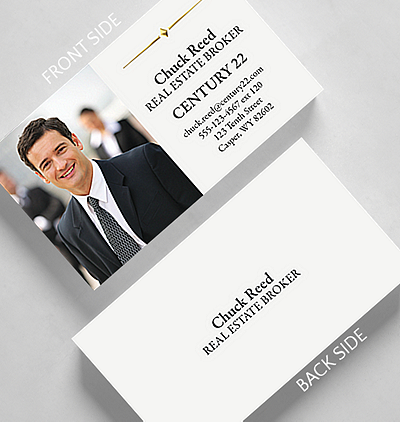 FRONT SIDE
Chuck Reed
REAL ESTATE BROKER
CENTURY 22
chuck.reed@century22.com
555-123-4567 ext 120
123 Tenth Street
Casper, WY 82602
Chuck Reed
REAL ESTATE BROKER
BACK SIDE